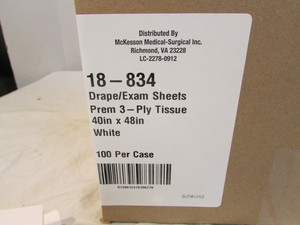 Distributed By
McKesson Medical-Surgical Inc.
Richmond, VA 23228
LC-2278-0912
18-834
Drape/Exam Sheets
Prem 3-Ply Tissue
40in x 48in
White
100 Per Case